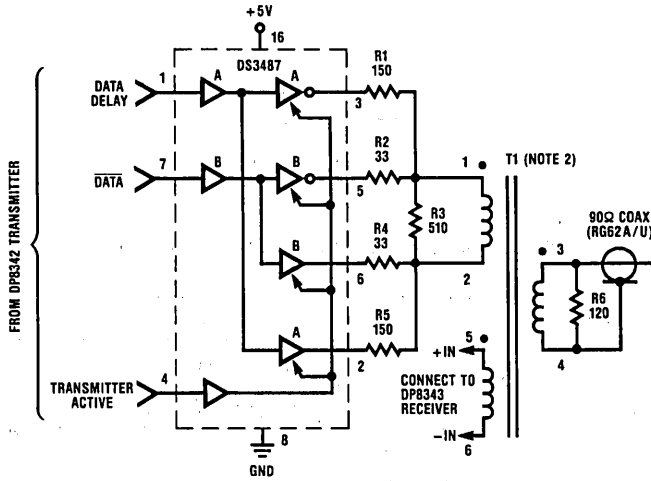 +5V
16
DS3487
DATA
DELAY
1
A
A
3
R1
150
DATA
7
B
B
5
R2
33
1
T1 (NOTE 2)
R3
510
B
6
R4
33
2
90Ω COAX
(RG62A/U)
3
R6
120
4
A
2
R5
150
5
+IN
CONNECT TO
DP8343
RECEIVER
-IN
6
TRANSMITTER
ACTIVE
4
8
GND
FROM DP8342 TRANSMITTER